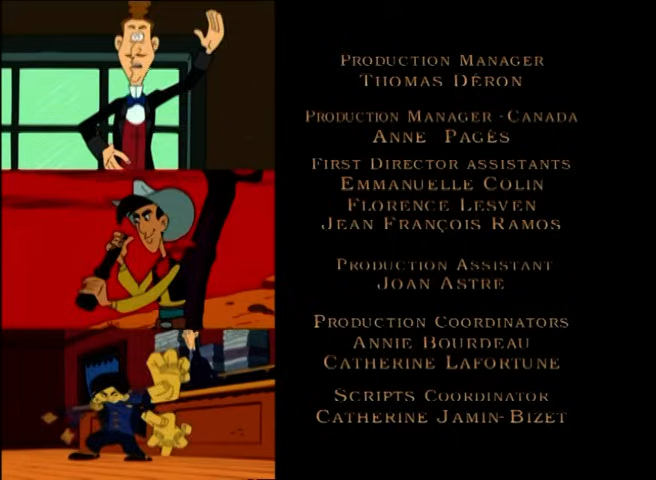 Production Manager
Thomas Déron
Production Manager - Canada
Anne Pagès
First Director assistants
Emmanuelle Colin
Florence Lesven
Jean François Ramos
Production Assistant
Joan Astre
Production Coordinators
Annie Bourdeau
Catherine Lafortune
Scripts Coordinator
Catherine Jamin-Bizet